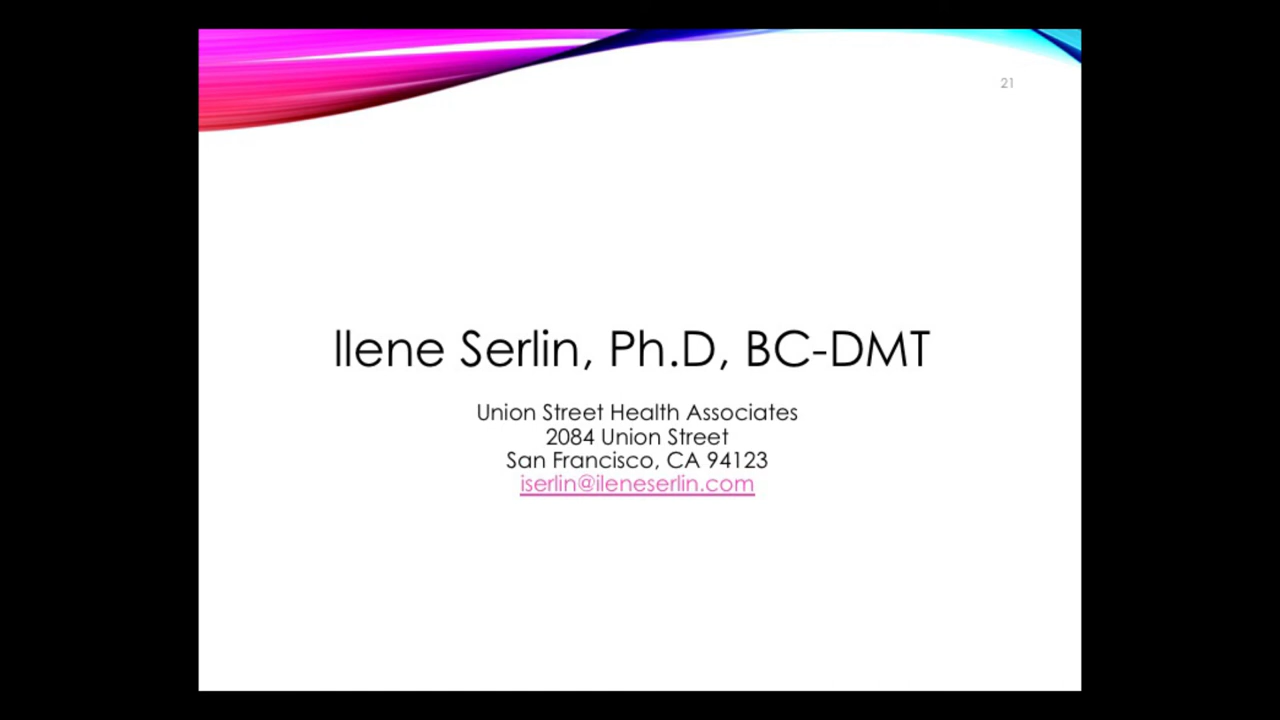 21
Ilene Serlin, Ph.D, BC-DMT
Union Street Health Associates
2084 Union Street
San Francisco, CA 94123
iserlin@ileneserlin.com